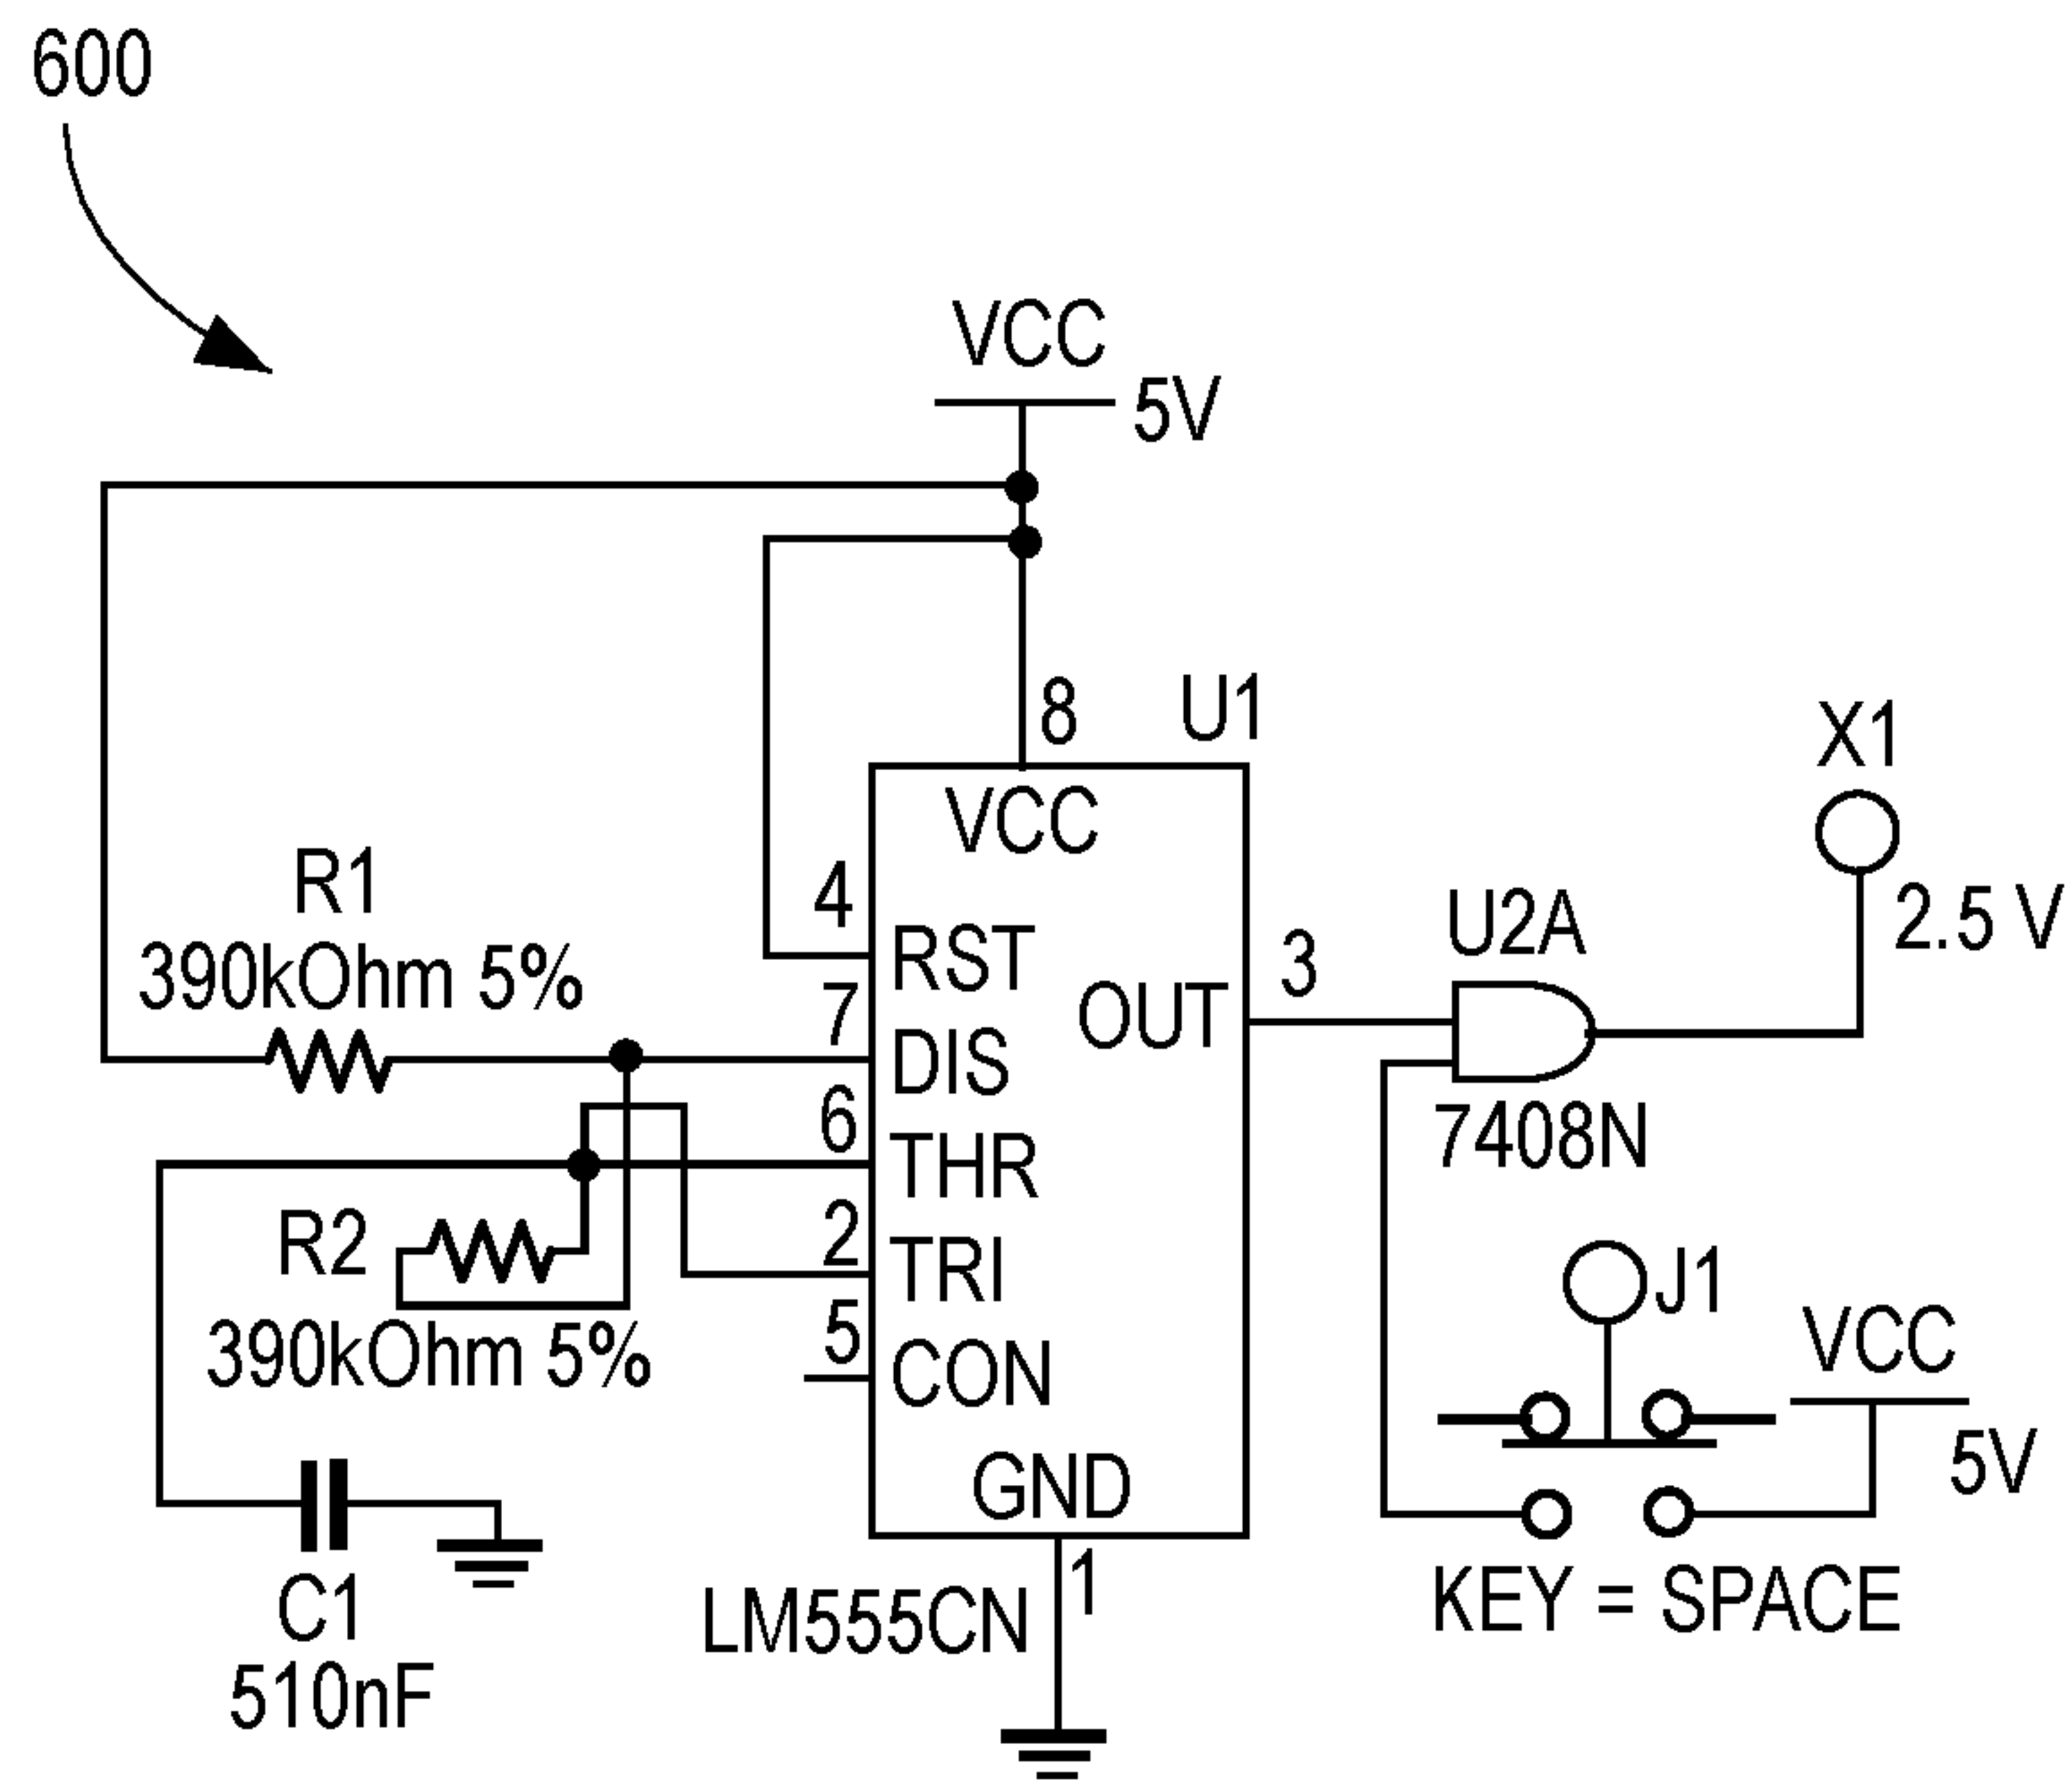 600
VCC
5V
8
U1
VCC
X1
R1
4
2.5 V
390kOhm 5%
RST
U2A
7
3
OUT
DIS
6
7408N
THR
R2
2
TRI
J1
390kOhm 5%
5
VCC
CON
5V
GND
1
KEY = SPACE
C1
LM555CN
510nF